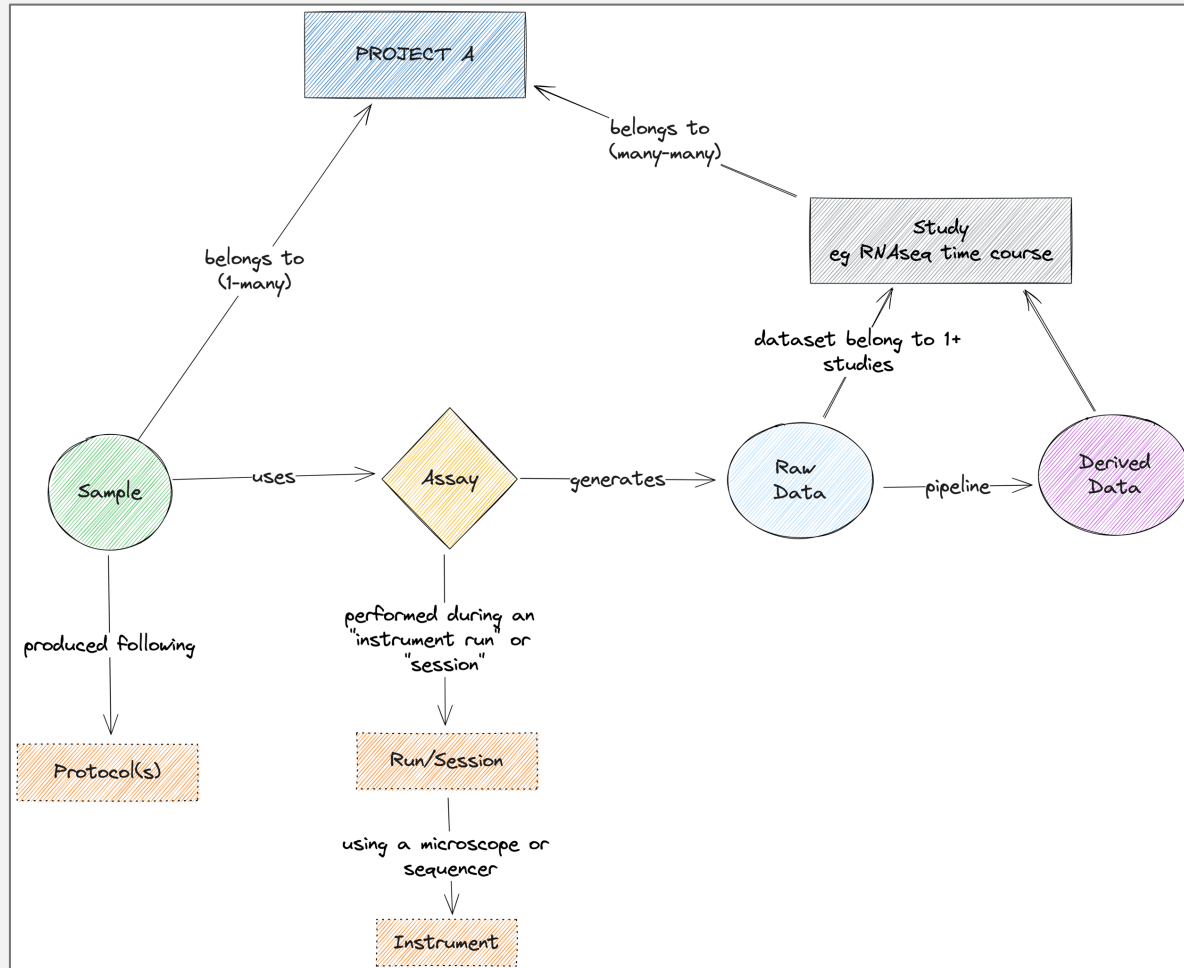 PROJECT A
belongs to
(many-many)
Study
eg RNAseq time course
belongs to
(1-many)
dataset belong to 1+
studies
Sample
uses
Assay
generates
Raw
Data
pipeline
Derived
Data
produced following
performed during an
"instrument run" or
"session"
Protocol(s)
Run/Session
using a microscope or
sequencer
Instrument